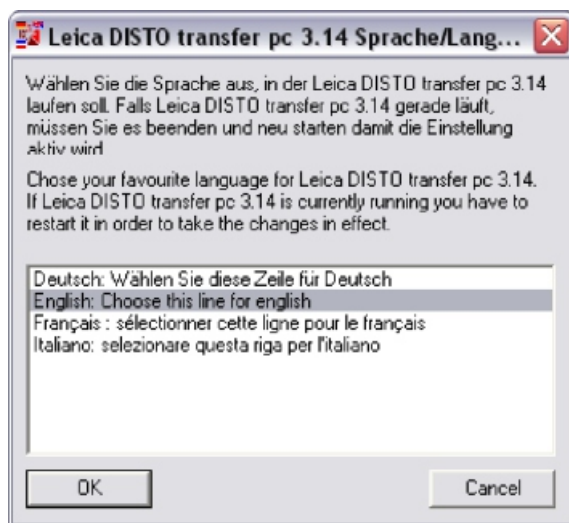 Leica DISTO transfer pc 3.14 Sprache/Lang...
Wählen Sie die Sprache aus, in der Leica DISTO transfer pc 3.14
laufen soll. Falls Leica DISTO transfer pc 3.14 gerade läuft,
müssen Sie es beenden und neu starten damit die Einstellung
aktiv wird
Chose your favourite language for Leica DISTO transfer pc 3.14.
If Leica DISTO transfer pc 3.14 is currently running you have to
restart it in order to take the changes in effect.
Deutsch: Wählen Sie diese Zeile für Deutsch
English: Choose this line for english
Français : sélectionner cette ligne pour le français
Italiano: selezionare questa riga per l'italiano
OK
Cancel